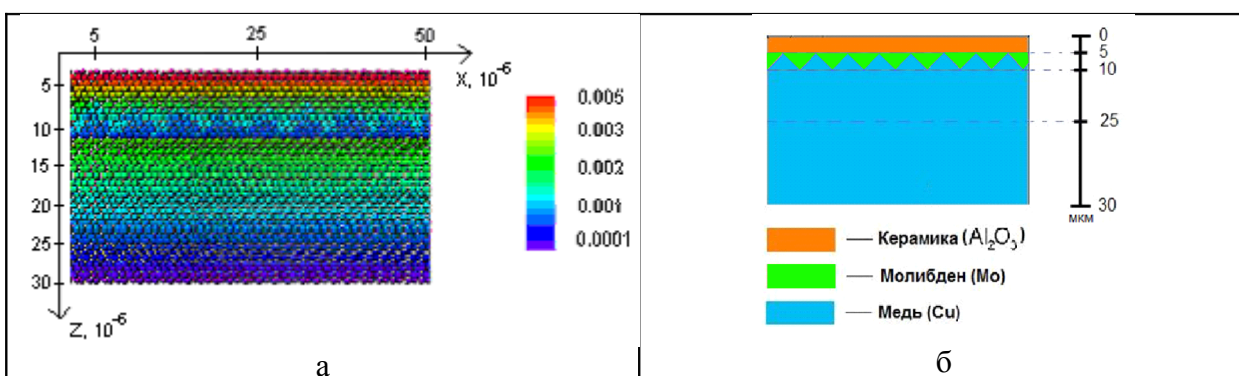 5 25 50
X, 10⁻⁶
5
10
15
20
25
30
Z, 10⁻⁶
0.005
0.003
0.002
0.001
0.0001
а
0
5
10
25
30
мкм
— Керамика (Al₂O₃)
— Молибден (Мо)
— Медь (Cu)
б